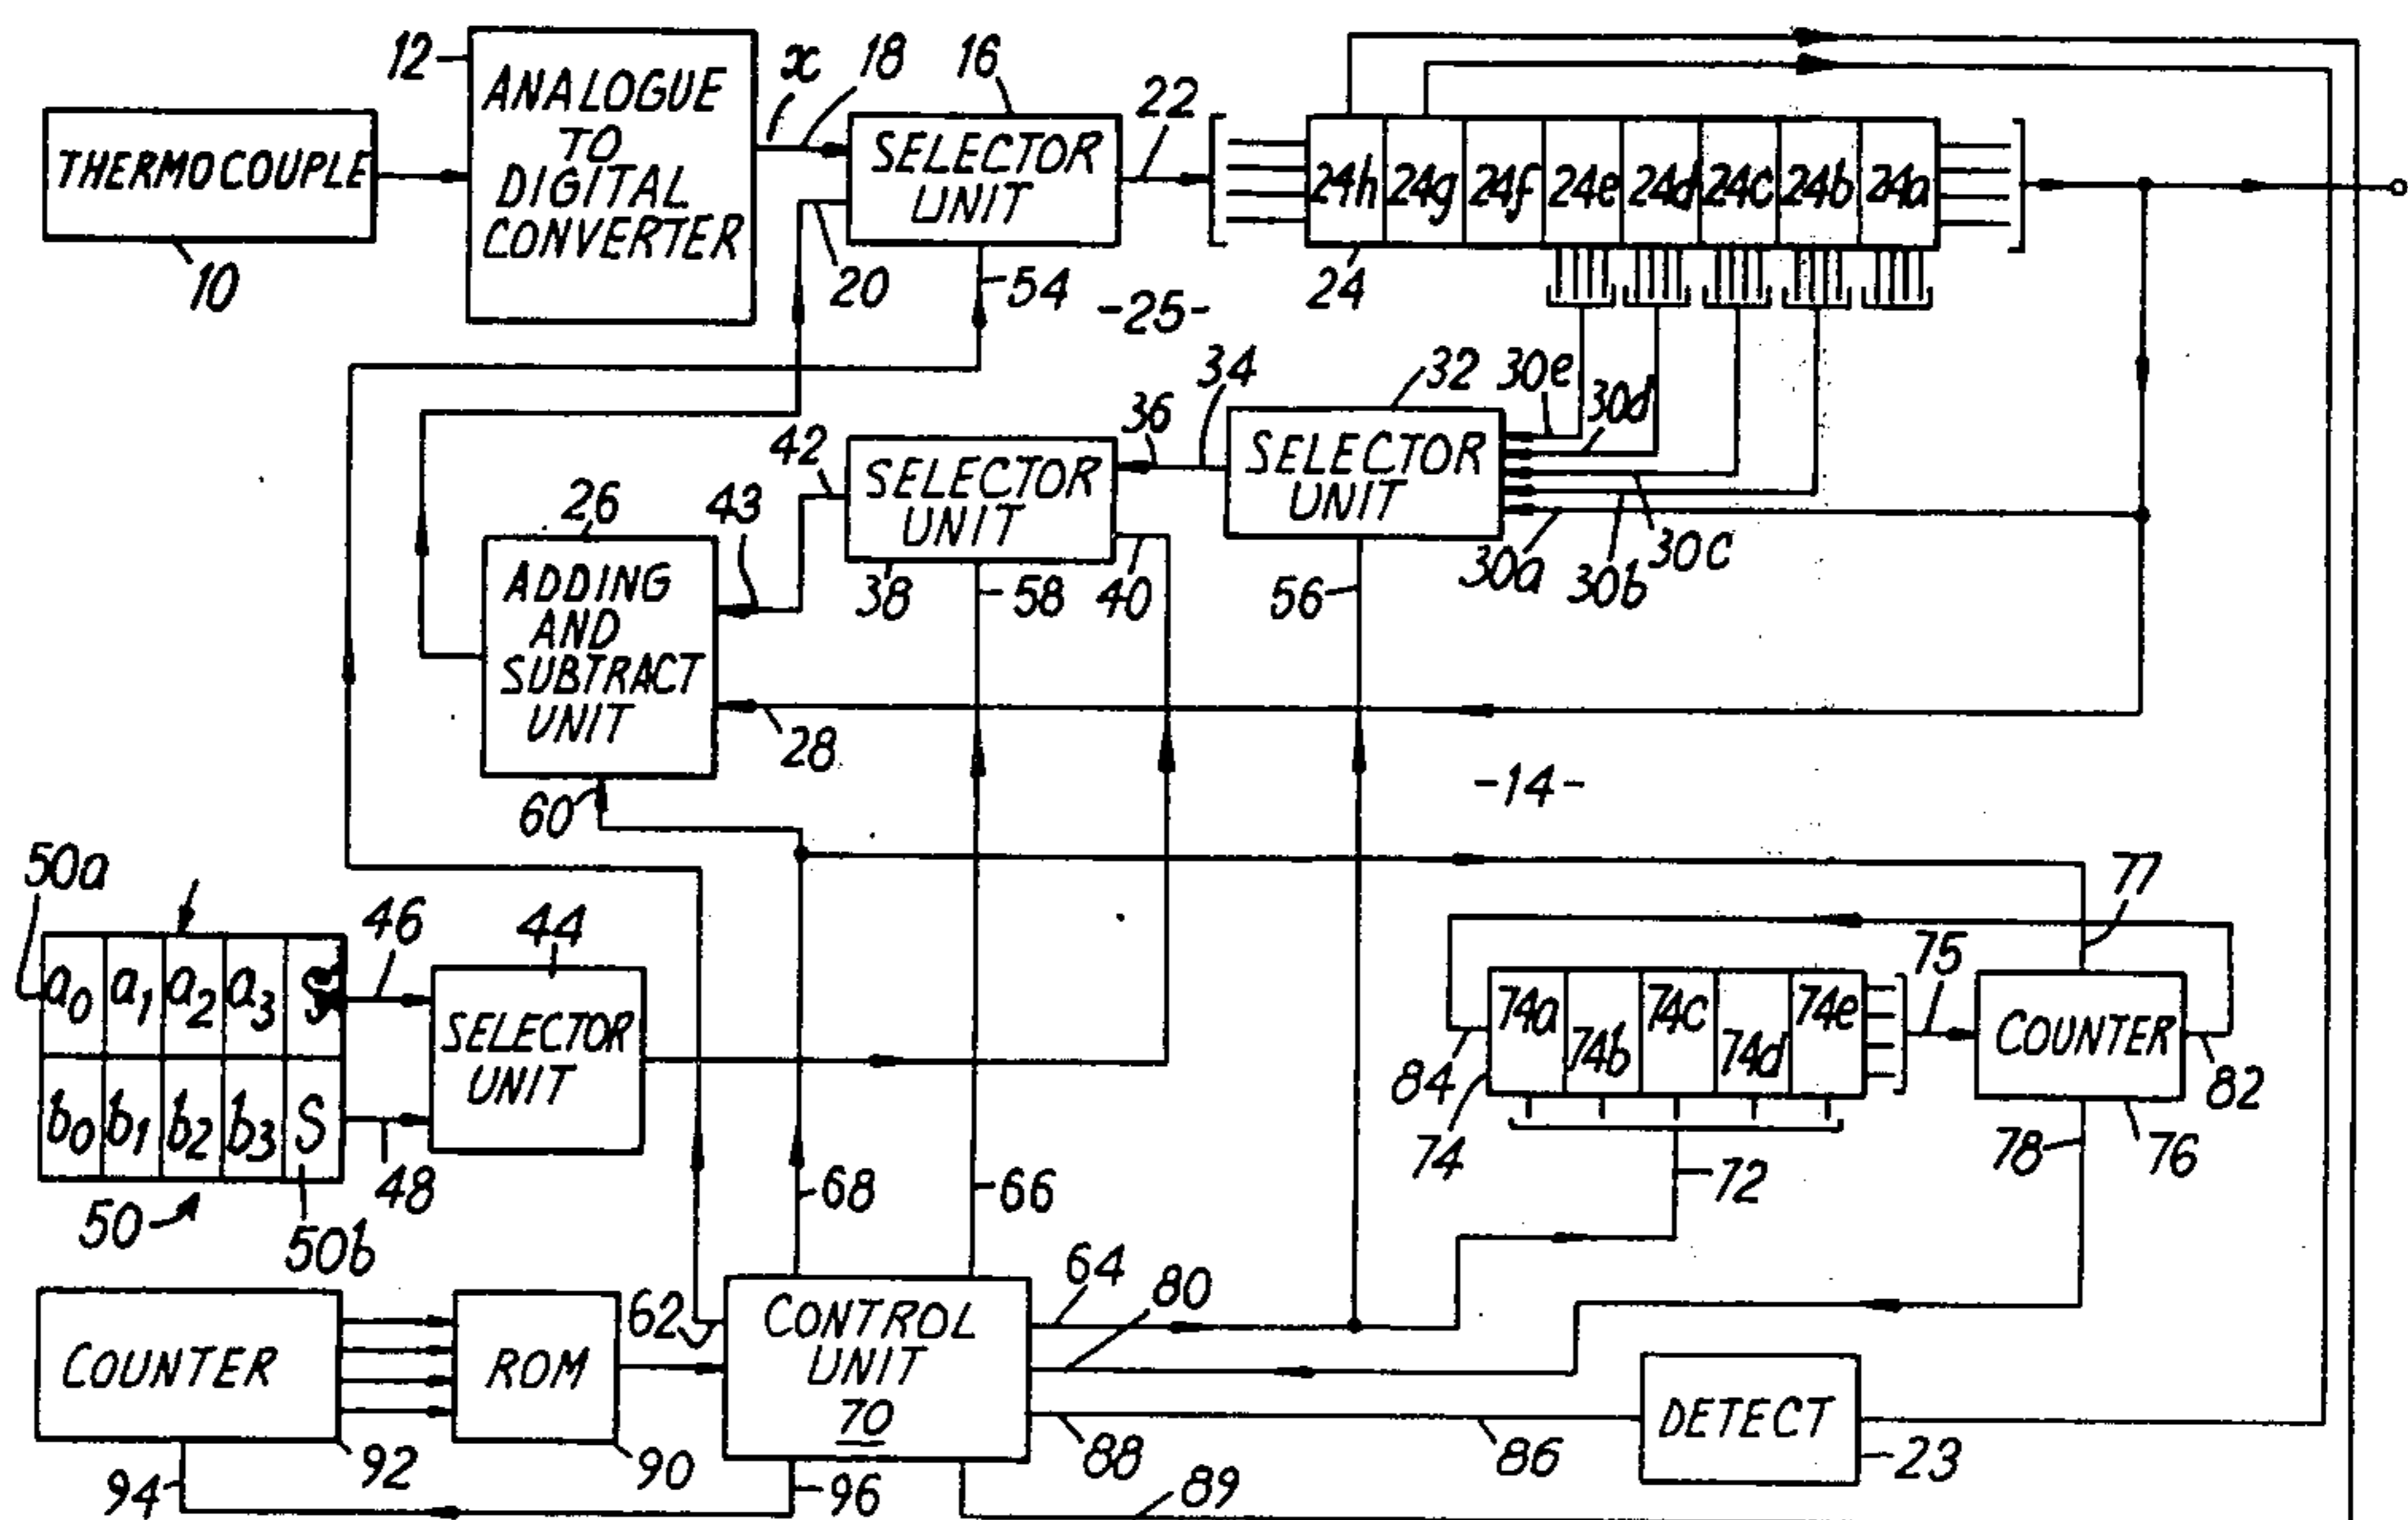 12
ANALOGUE
TO
DIGITAL
CONVERTER
x
18
16
22
THERMOCOUPLE
10
SELECTOR
UNIT
20
54
-25-
24h 24g 24f 24e 24d 24c 24b 24a
24
34
36
32
30e
30d
SELECTOR
UNIT
30a
30b
30c
56
42
SELECTOR
UNIT
38
58
40
43
26
ADDING
AND
SUBTRACT
UNIT
28
60
-14-
50a
a0 a1 a2 a3 S
b0 b1 b2 b3 S
50
50b
46
48
44
SELECTOR
UNIT
77
75
74a 74b 74c 74d 74e
84
74
72
COUNTER
82
78
76
68
66
64
80
62
COUNTER
92
94
ROM
90
CONTROL
UNIT
70
96
88
89
86
DETECT
23